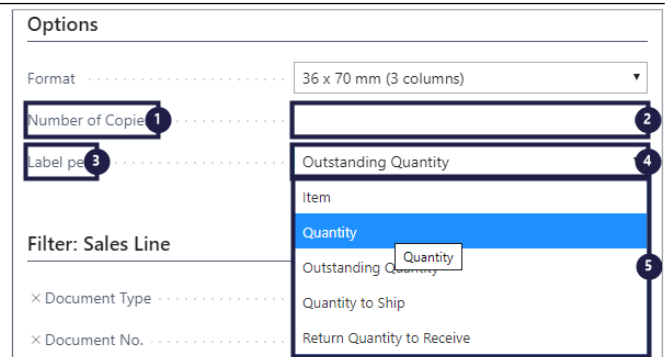 Options
Format 36 x 70 mm (3 columns)
Number of Copie 1 2
Label pe 3 Outstanding Quantity 4
Item
Quantity
Filter: Sales Line Quantity
Outstanding Quantity 5
× Document Type Quantity to Ship
× Document No. Return Quantity to Receive